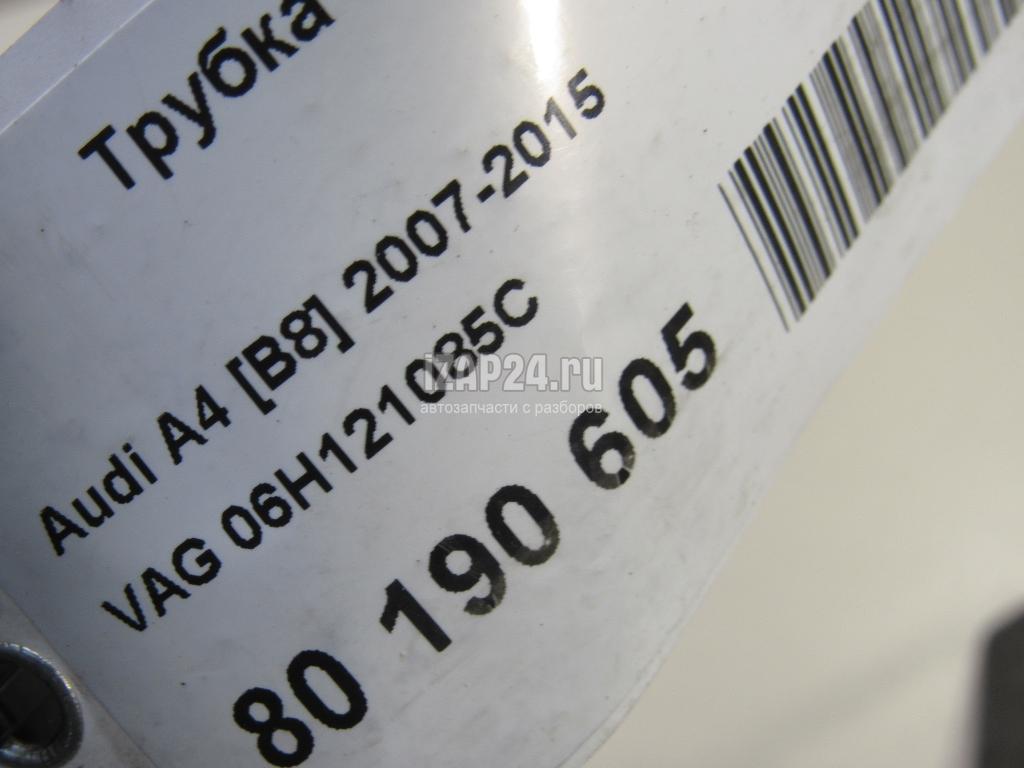 Трубка
Audi A4 [B8] 2007-2015
VAG 06H121085C
80 190 605
iZAP24.ru
автозапчасти с разборов